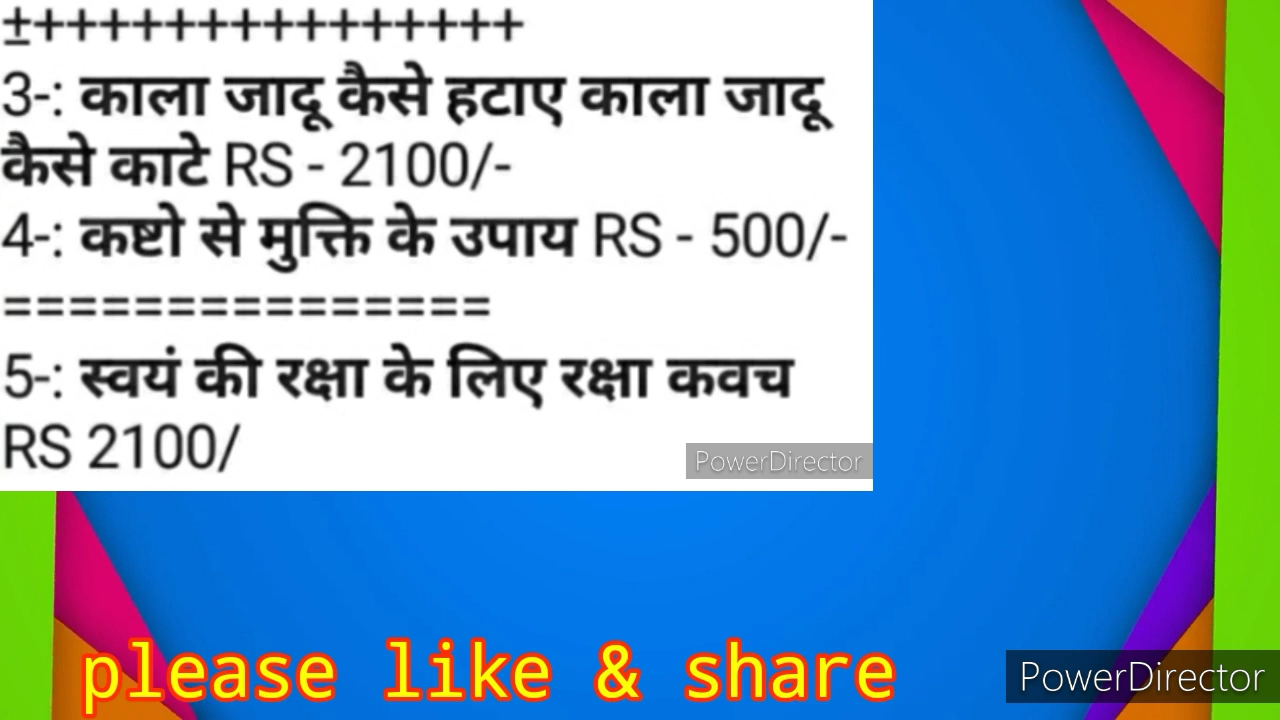 ±+++++++++++++++
3-: काला जादू कैसे हटाए काला जादू
कैसे काटे RS - 2100/-
4-: कष्टो से मुक्ति के उपाय RS - 500/-
===============
5-: स्वयं की रक्षा के लिए रक्षा कवच
RS 2100/
PowerDirector
please like & share
PowerDirector